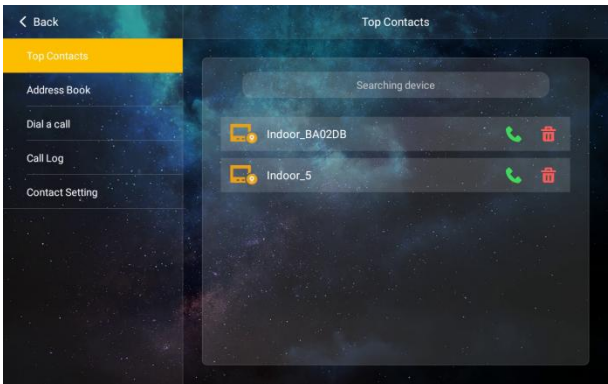 Back
Top Contacts
Top Contacts
Address Book
Dial a call
Call Log
Contact Setting
Searching device
Indoor_BA02DB
Indoor_5